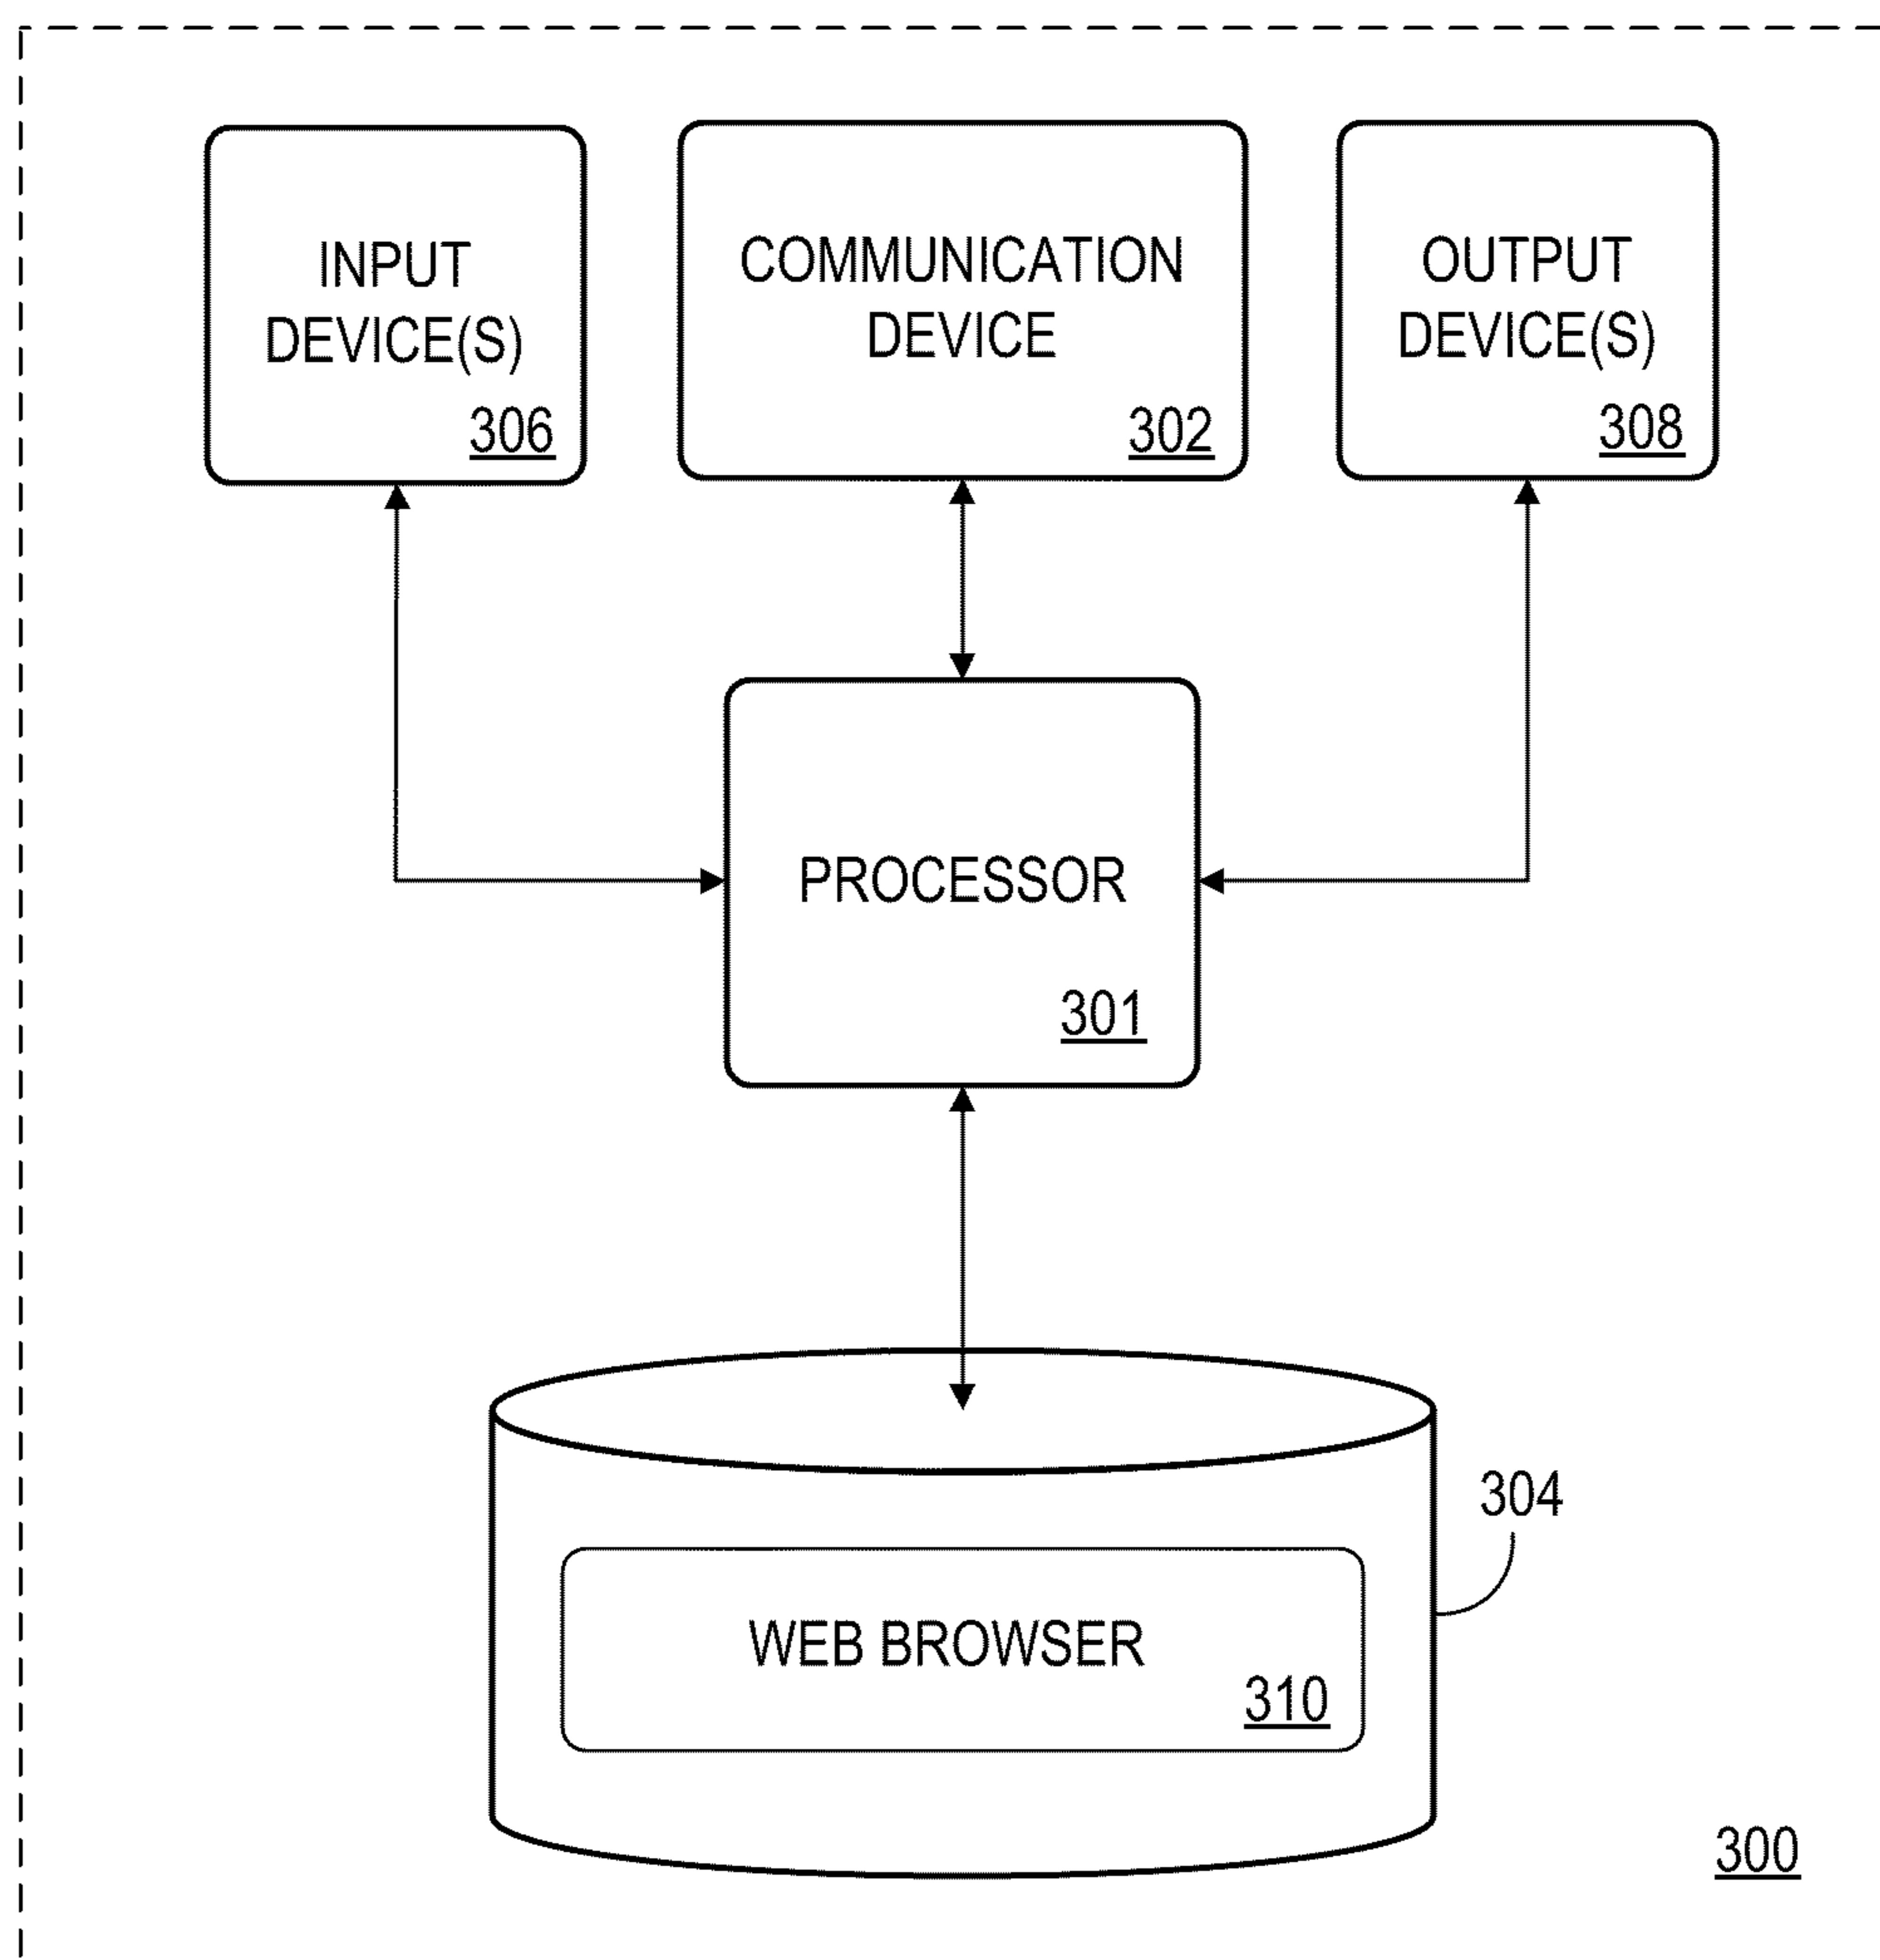 INPUT
DEVICE(S)
306
COMMUNICATION
DEVICE
302
OUTPUT
DEVICE(S)
308
PROCESSOR
301
304
WEB BROWSER
310
300